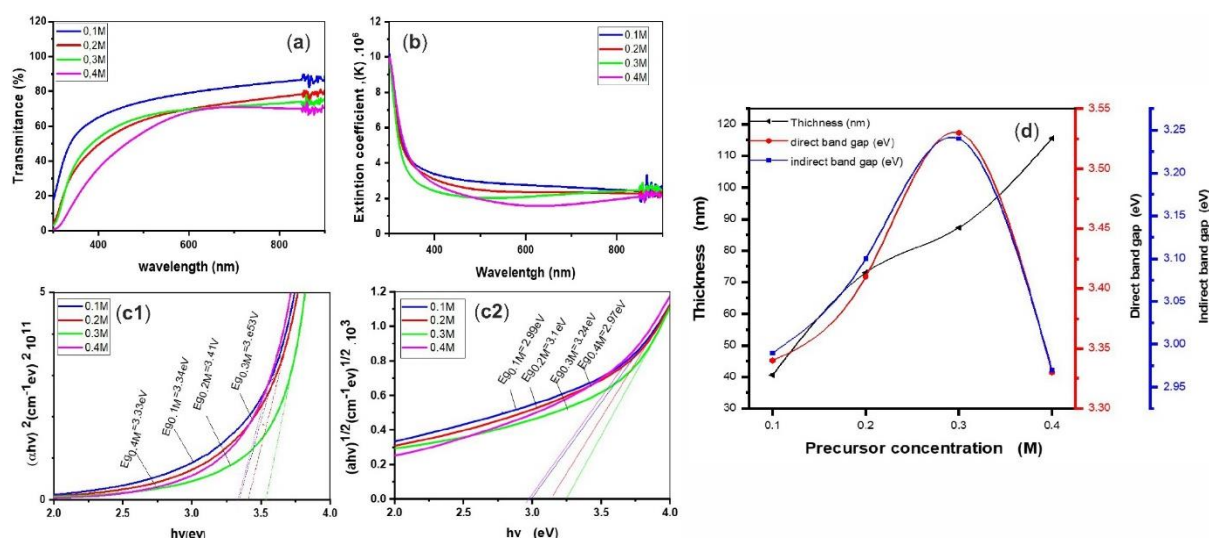 (a)
0,1M
0,2M
0,3M
0,4M
120
100
80
60
40
20
0
Transmitance (%)
400
600
800
wavelength (nm)
(b)
0,1M
0.2M
0.3M
0.4M
12
10
8
6
4
2
0
Extintion coefficient ,(K) .10⁶
400
600
800
Wavelentgh (nm)
(c1)
0,1M
0.2M
0.3M
0.4M
5
0
(αhν) ² (cm⁻¹ev) ² 10¹¹
Eg0.4M=3.33eV
Eg0.1M=3.34eV
Eg0.2M=3.41V
Eg0.3M=3.e53V
2.0
2.5
3.0
3.5
4.0
hν(ev)
(c2)
0,1M
0.2M
0.3M
0.4M
1.2
1.0
0.8
0.6
0.4
0.2
0.0
(ahv)¹/²(cm⁻¹ ev)¹/² .10³
Eg0.1M=2.99eV
Eg0.2M=3.1eV
Eg0.3M=3.24eV
Eg0.4M=2.97eV
2.0
2.5
3.0
3.5
4.0
hν (eV)
(d)
Thichness (nm)
direct band gap (eV)
indirect band gap (eV)
120
110
100
90
80
70
60
50
40
30
Thickness (nm)
0.1
0.2
0.3
0.4
Precursor concentration (M)
3.55
3.50
3.45
3.40
3.35
3.30
Direct band gap (eV)
3.25
3.20
3.15
3.10
3.05
3.00
2.95
Indirect band gap (eV)